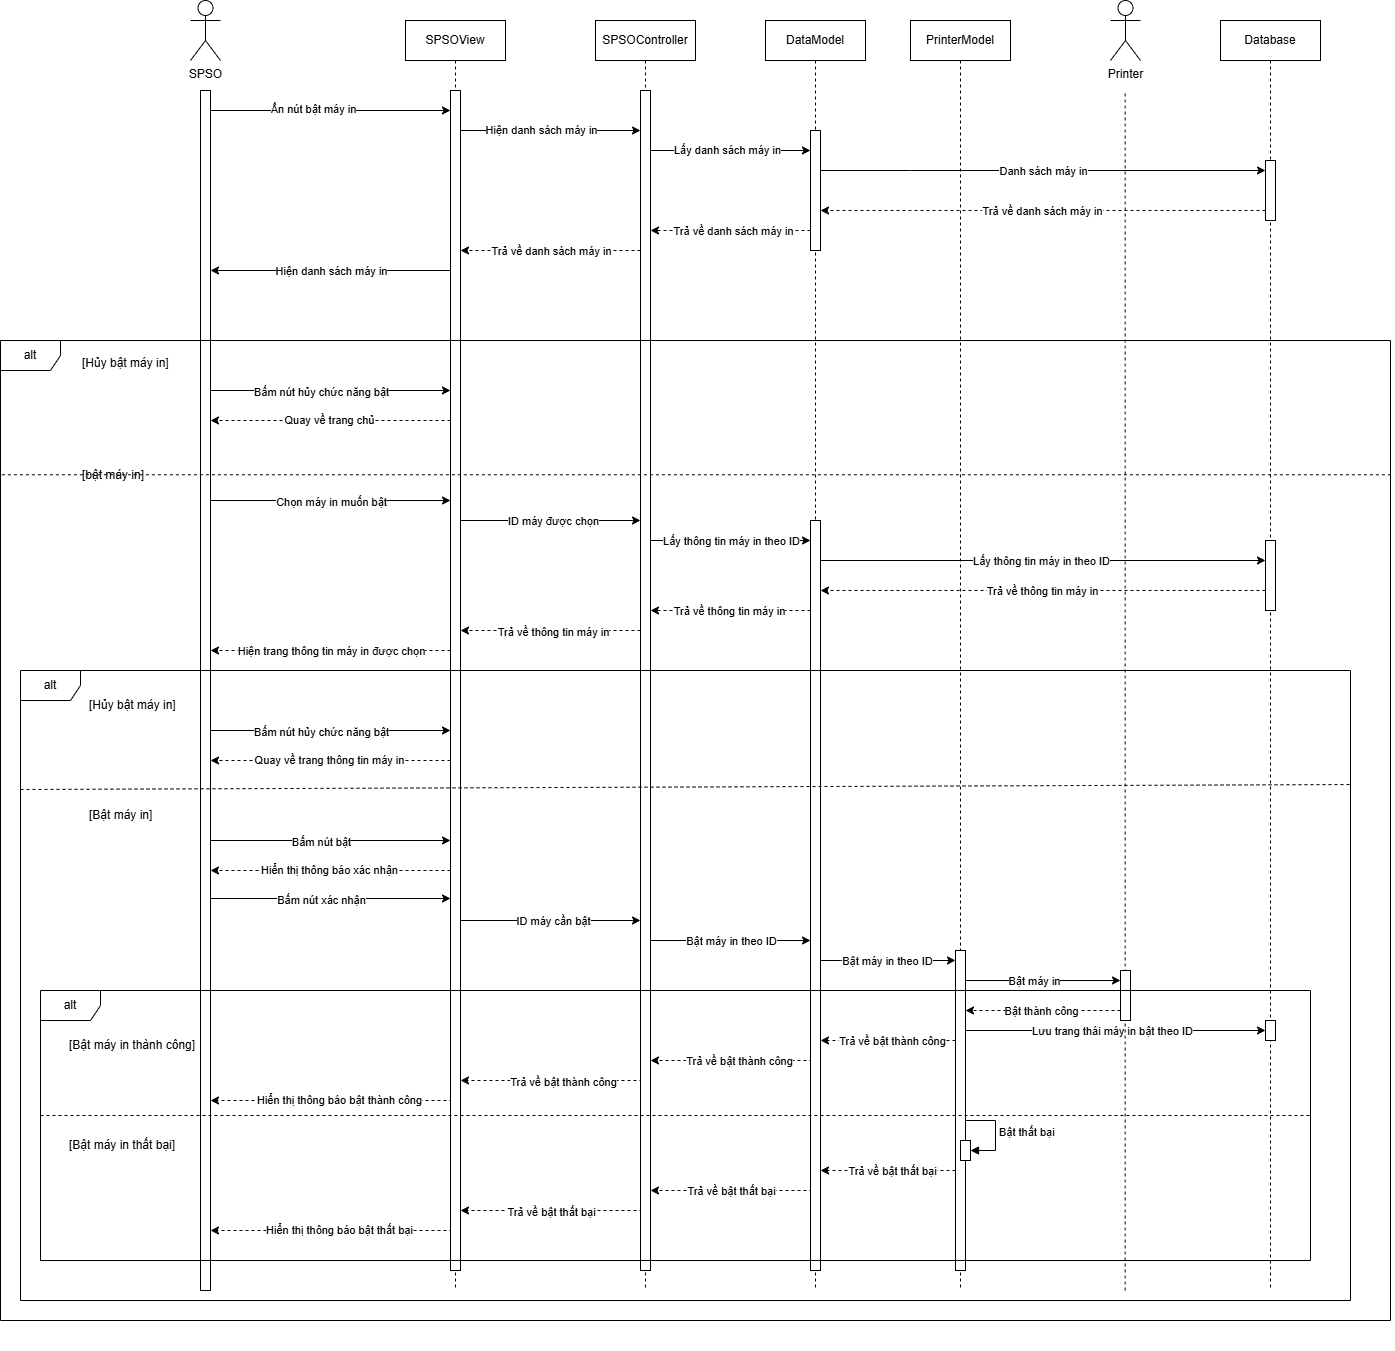 SPSO
SPSOView
SPSOController
DataModel
PrinterModel
Printer
Database
Ấn nút bật máy in
Hiện danh sách máy in
Lấy danh sách máy in
Danh sách máy in
Trả về danh sách máy in
Trả về danh sách máy in
Trả về danh sách máy in
Hiện danh sách máy in
alt
[Hủy bật máy in]
Bấm nút hủy chức năng bật
Quay về trang chủ
[bật máy in]
Chọn máy in muốn bật
ID máy được chọn
Lấy thông tin máy in theo ID
Lấy thông tin máy in theo ID
Trả về thông tin máy in
Trả về thông tin máy in
Trả về thông tin máy in
Hiện trang thông tin máy in được chọn
alt
[Hủy bật máy in]
Bấm nút hủy chức năng bật
Quay về trang thông tin máy in
[Bật máy in]
Bấm nút bật
Hiển thị thông báo xác nhận
Bấm nút xác nhận
ID máy cần bật
Bật máy in theo ID
Bật máy in theo ID
Bật máy in
alt
Bật thành công
Lưu trang thái máy in bật theo ID
[Bật máy in thành công]
Trả về bật thành công
Trả về bật thành công
Trả về bật thành công
Hiển thị thông báo bật thành công
Bật thất bại
[Bật máy in thất bại]
Trả về bật thất bại
Trả về bật thất bại
Trả về bật thất bại
Hiển thị thông báo bật thất bại